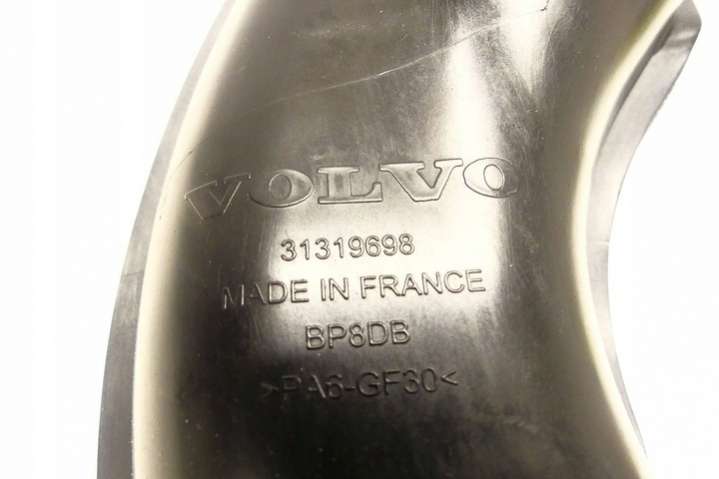 VOLVO
31319698
MADE IN FRANCE
BP8DB
>PA6-GF30<